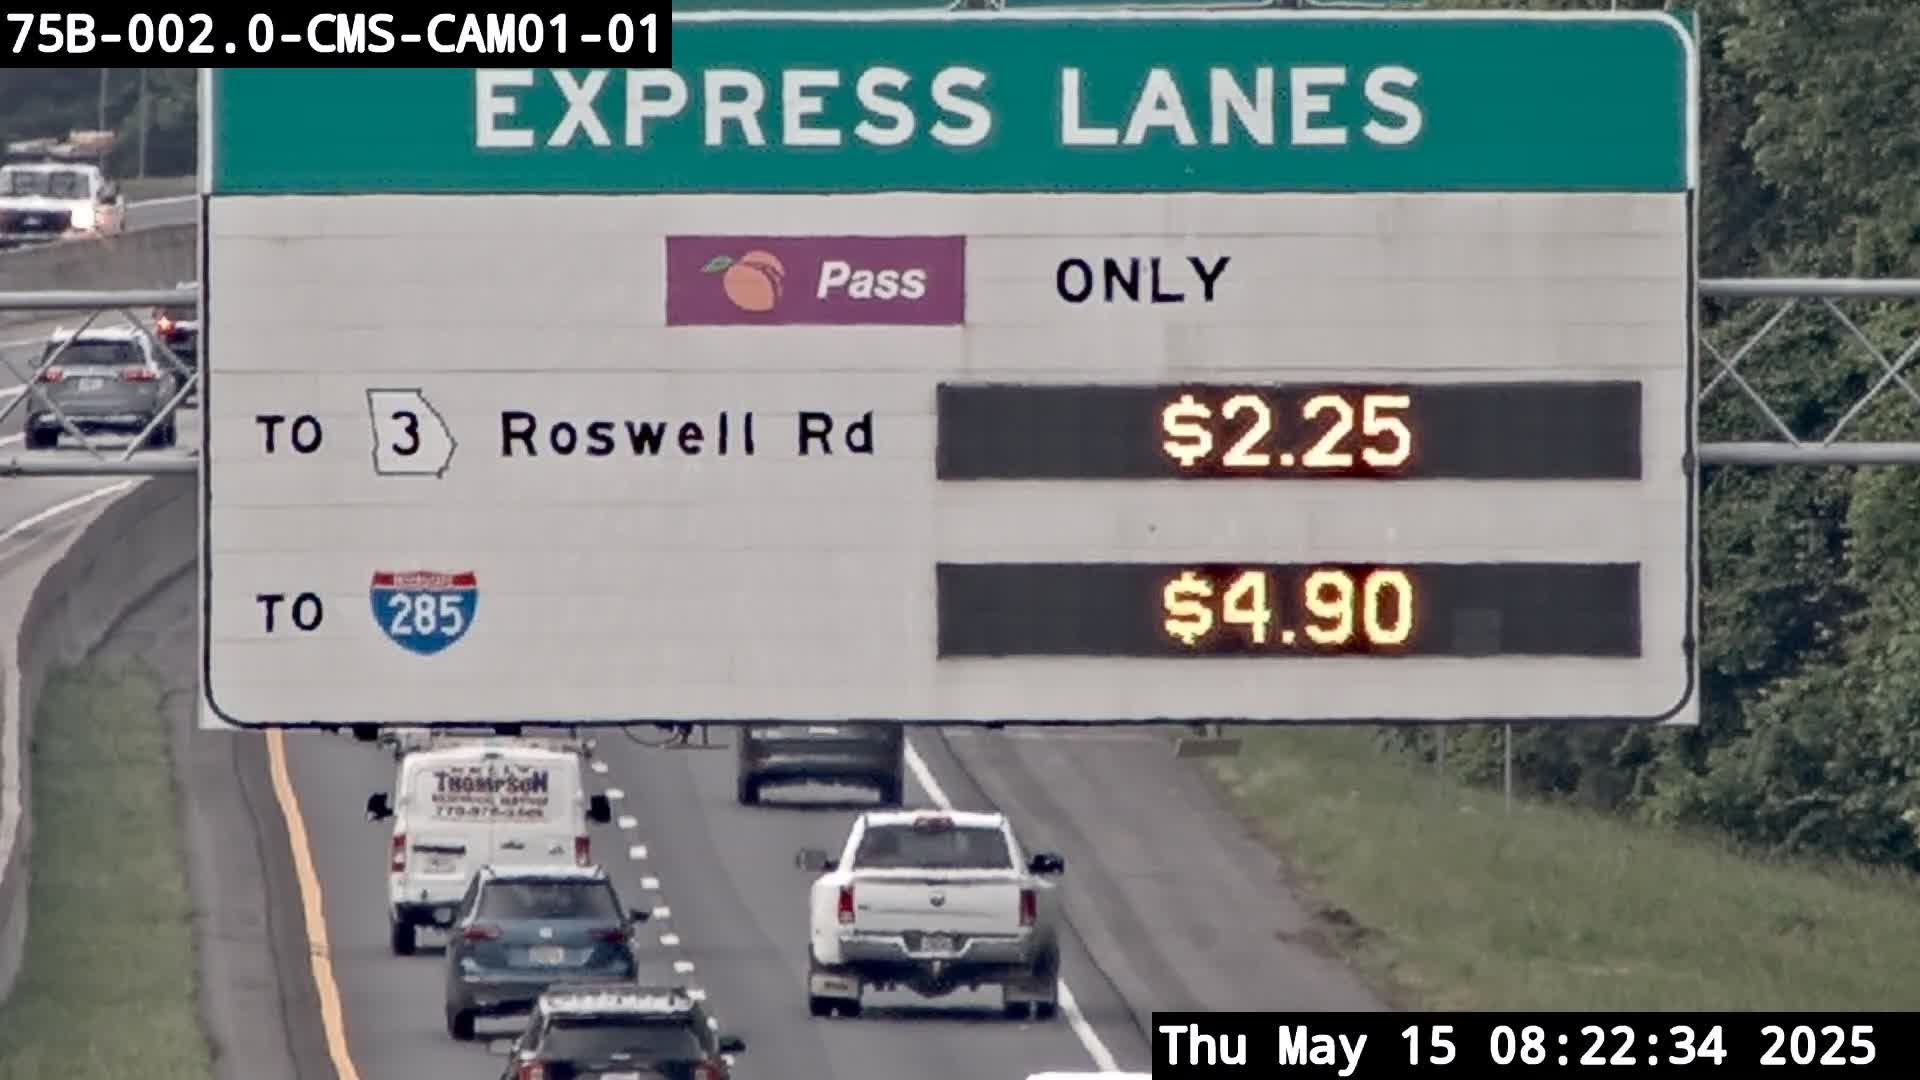 75B-002.0-CMS-CAM01-01
EXPRESS LANES
Pass ONLY
TO 3 Roswell Rd $2.25
TO 285 $4.90
THOMPSON
Thu May 15 08:22:34 2025